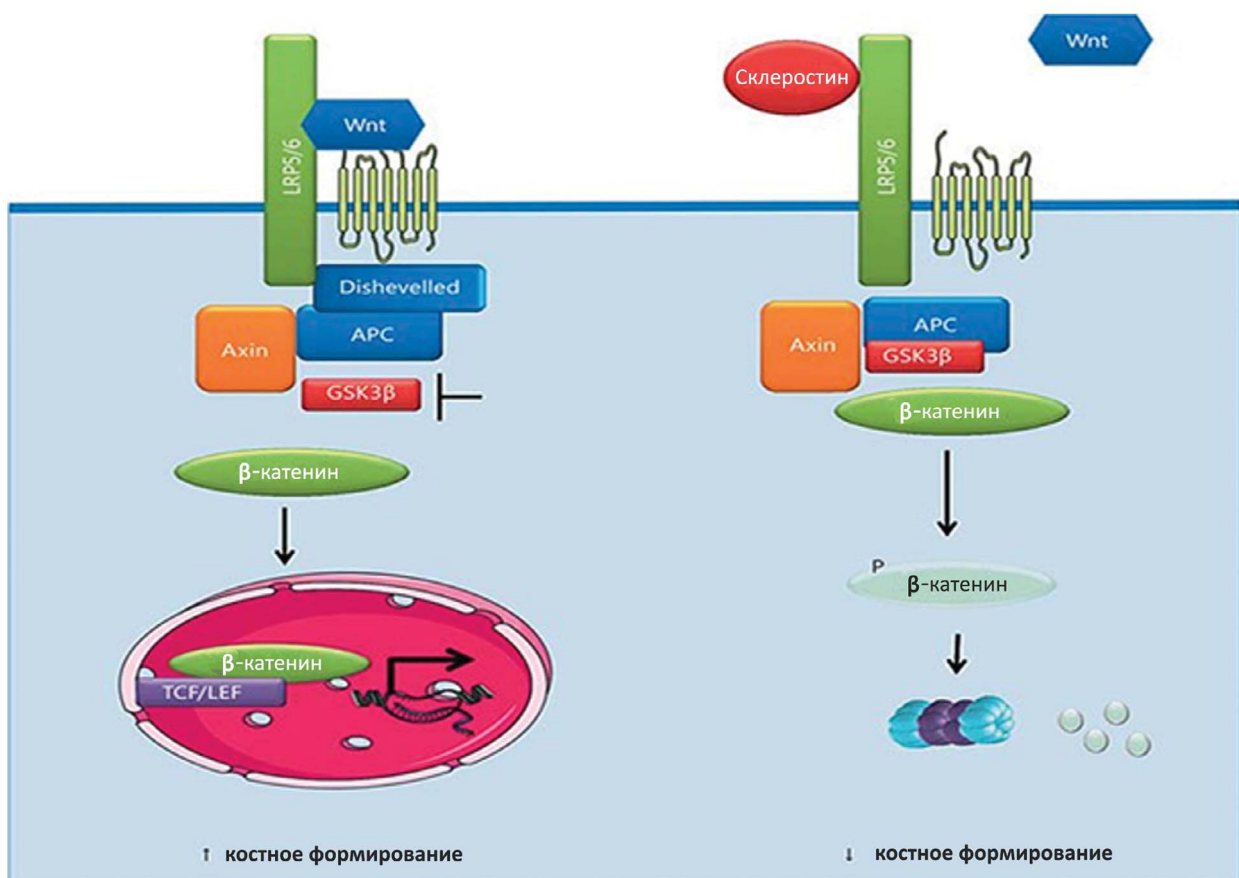 Wnt
LRP5/6
Dishevelled
APC
Axin
GSK3β
β-катенин
β-катенин
TCF/LEF
↑ костное формирование
Wnt
Склеростин
LRP5/6
APC
Axin
GSK3β
β-катенин
P
β-катенин
↓ костное формирование